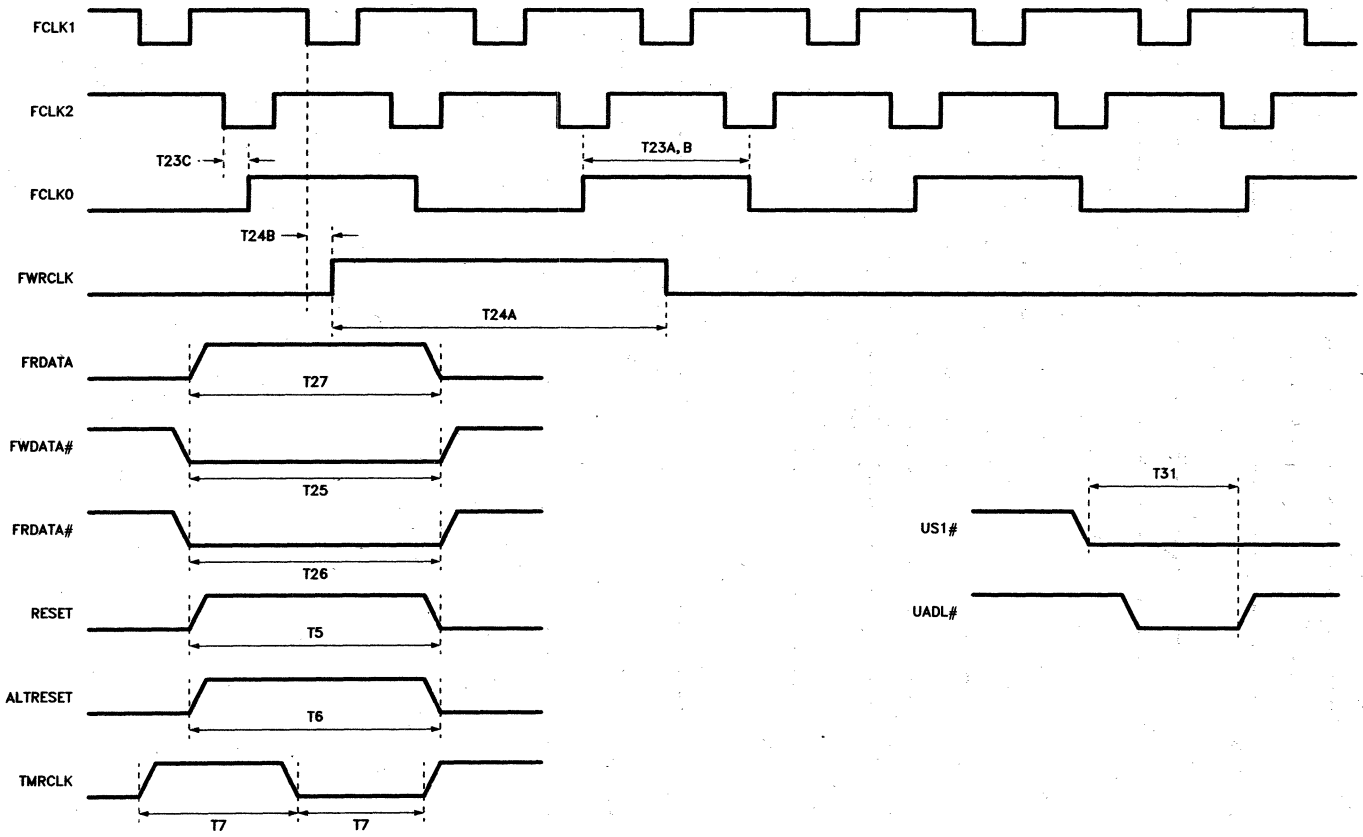 FCLK1
FCLK2
T23C
T23A,B
FCLK0
T24B
FWRCLK
T24A
FRDATA
T27
FWDATA#
T25
T31
FRDATA#
US1#
T26
RESET
UADL#
T5
ALTRESET
T6
TMRCLK
T7 T7